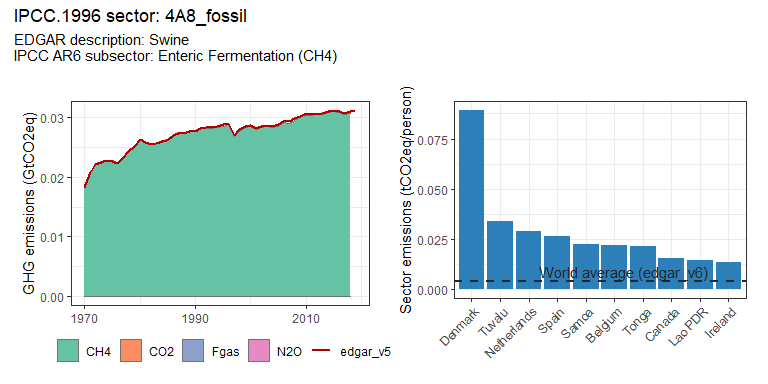 IPCC.1996 sector: 4A8_fossil
EDGAR description: Swine
IPCC AR6 subsector: Enteric Fermentation (CH4)
GHG emissions (GtCO2eq)
0.03
0.02
0.01
0.00
1970
1990
2010
CH4
CO2
Fgas
N2O
edgar_v5
Sector emissions (tCO2eq/person)
0.075
0.050
0.025
0.000
World average (edgar_v6)
Denmark
Tuvalu
Netherlands
Spain
Samoa
Belgium
Tonga
Canada
Lao PDR
Ireland